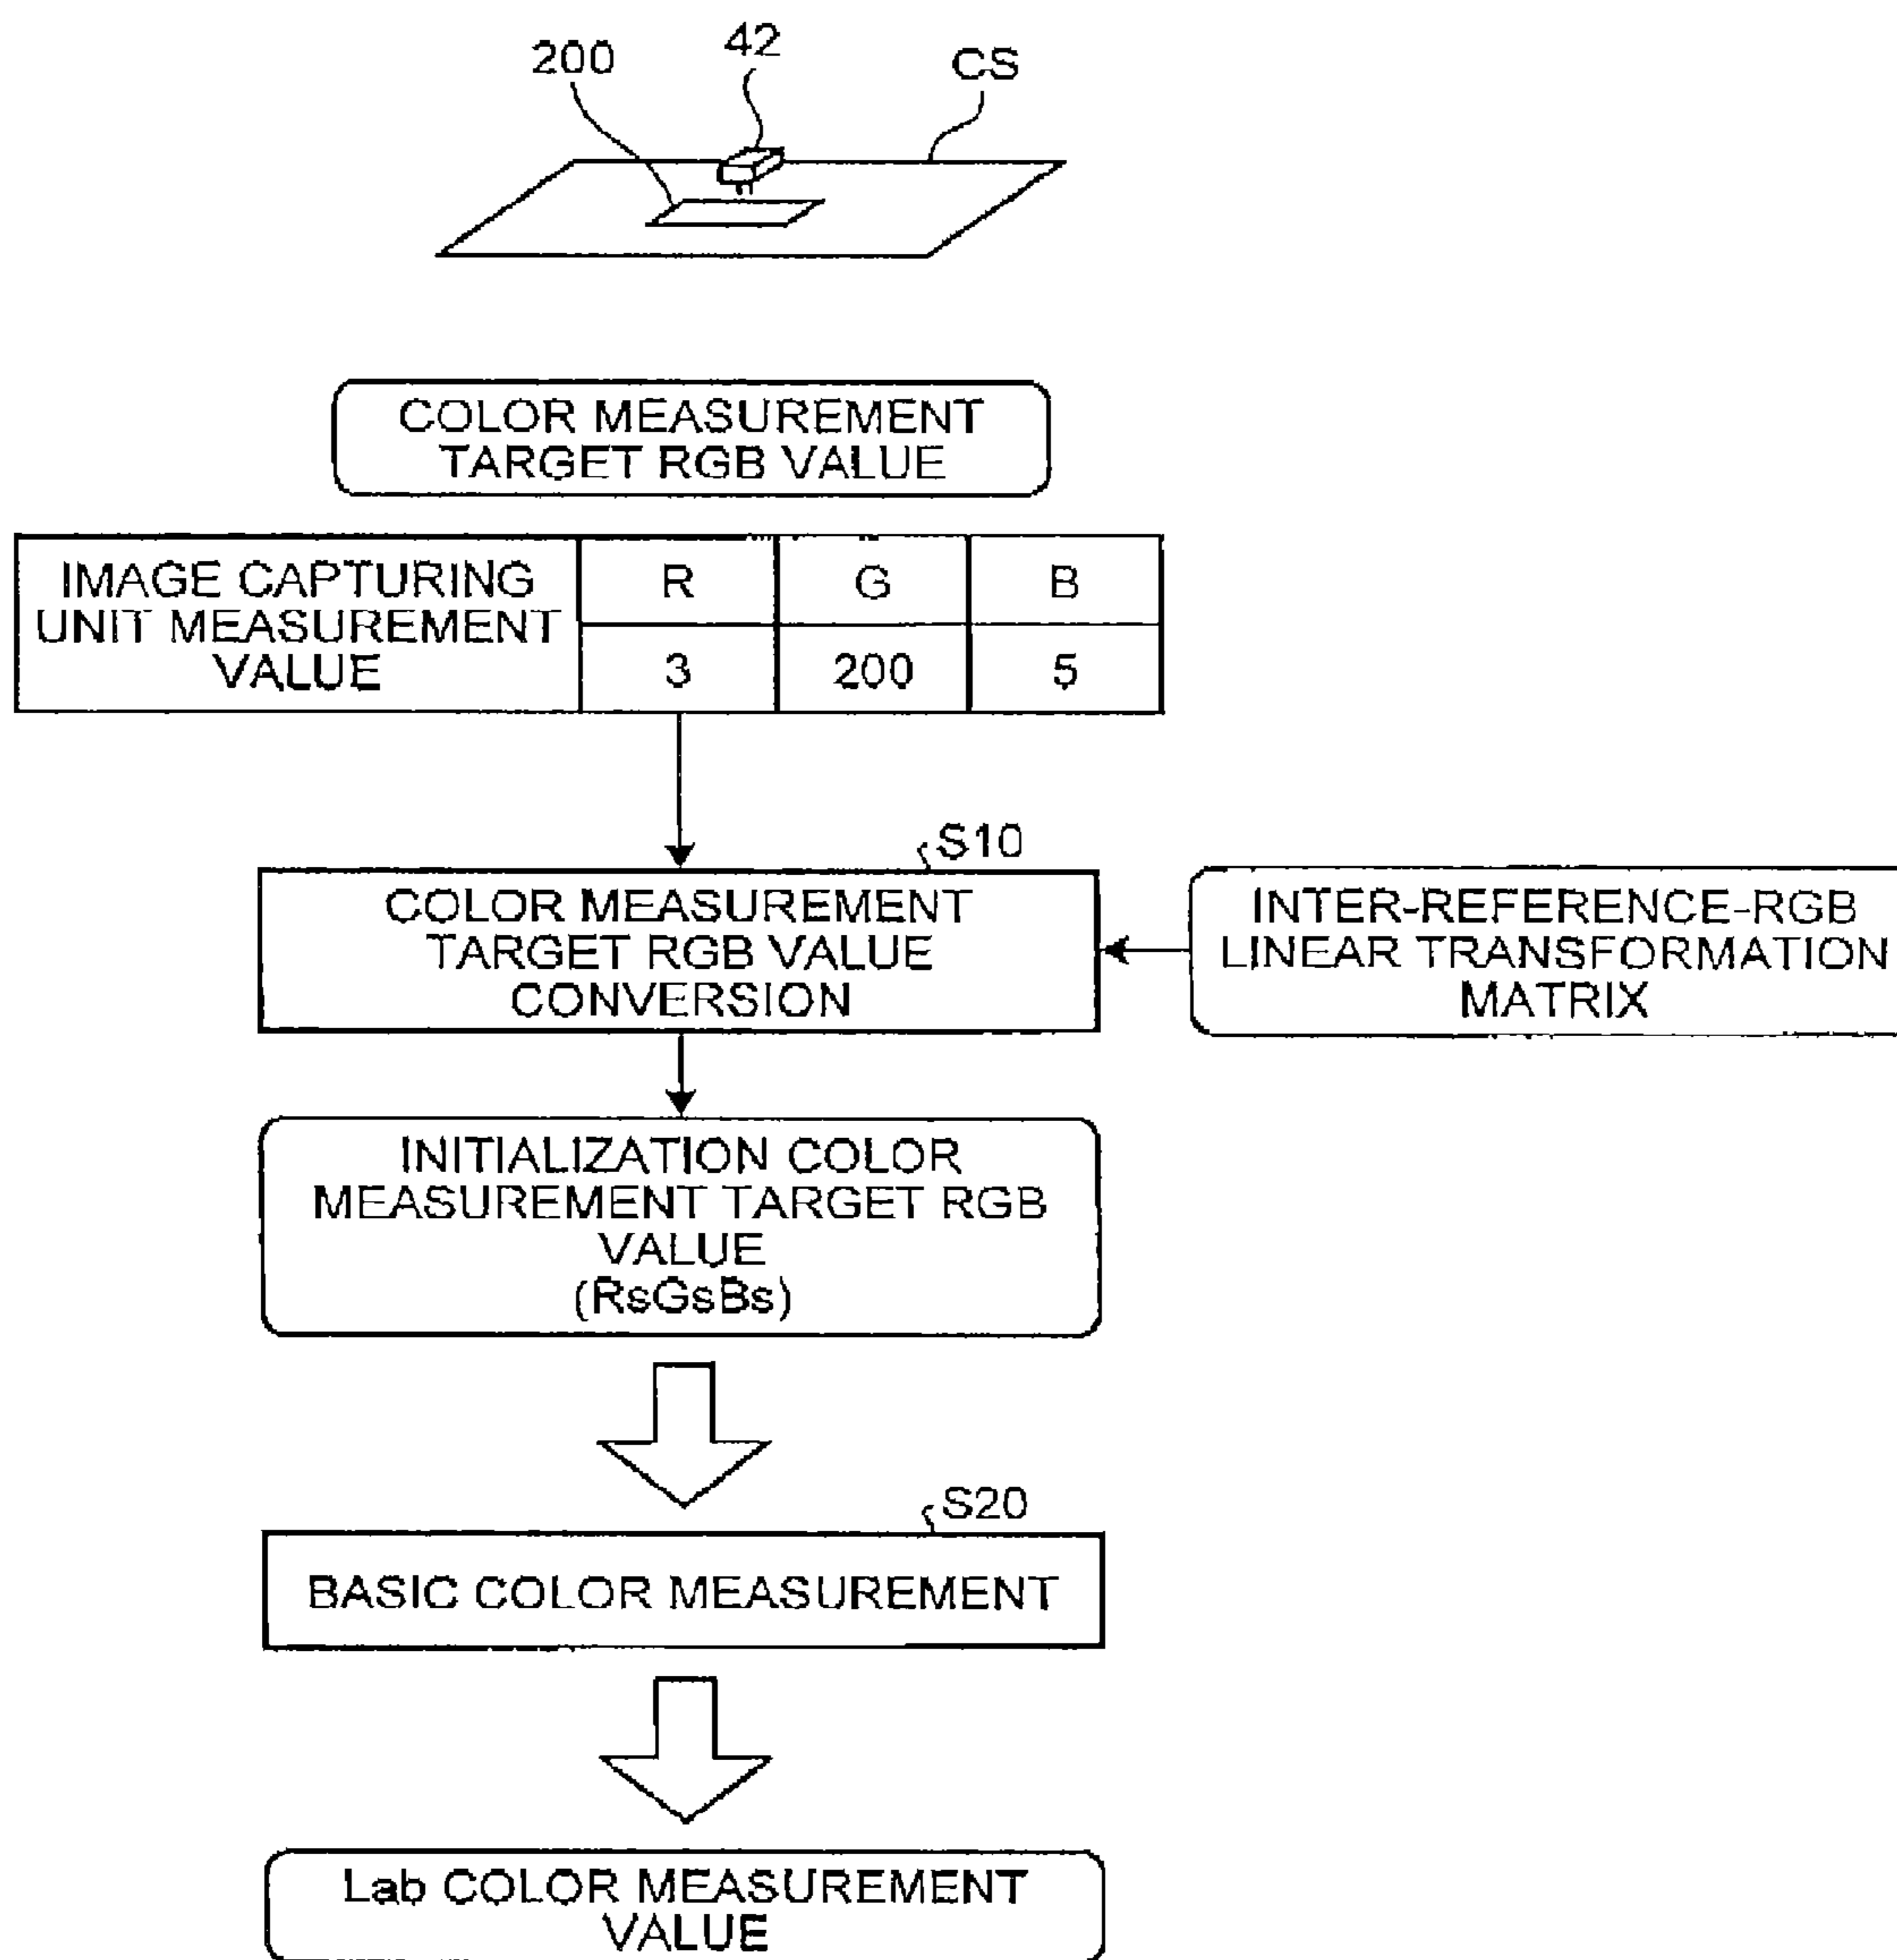 200
42
CS
COLOR MEASUREMENT
TARGET RGB VALUE
IMAGE CAPTURING
UNIT MEASUREMENT
VALUE
R
G
B
3
200
5
S10
COLOR MEASUREMENT
TARGET RGB VALUE
CONVERSION
INTER-REFERENCE-RGB
LINEAR TRANSFORMATION
MATRIX
INITIALIZATION COLOR
MEASUREMENT TARGET RGB
VALUE
(RsGsBs)
S20
BASIC COLOR MEASUREMENT
Lab COLOR MEASUREMENT
VALUE